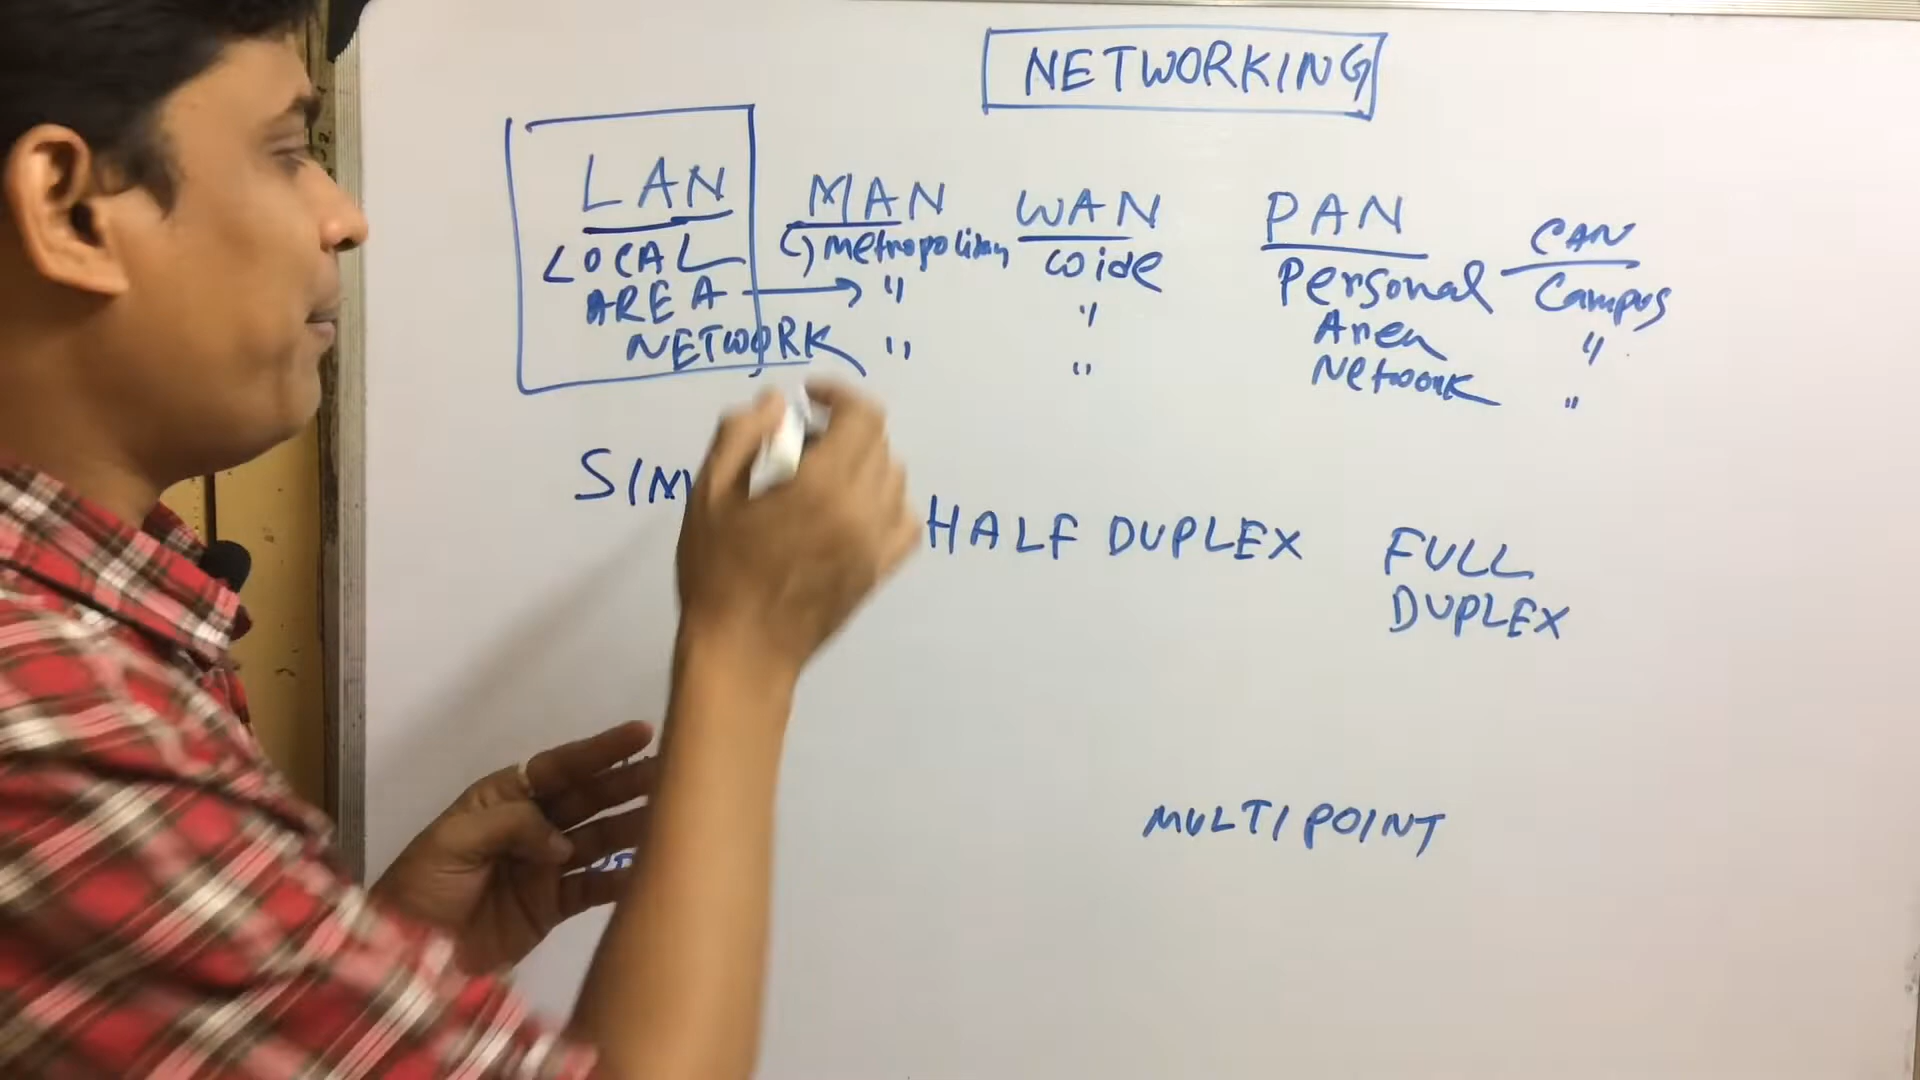 NETWORKING
LAN
LOCAL
AREA
NETWORK
MAN
Metropolitan
"
"
WAN
Wide
"
"
PAN
Personal
Area
Network
CAN
Campus
"
"
HALF DUPLEX
FULL
DUPLEX
MULTIPOINT